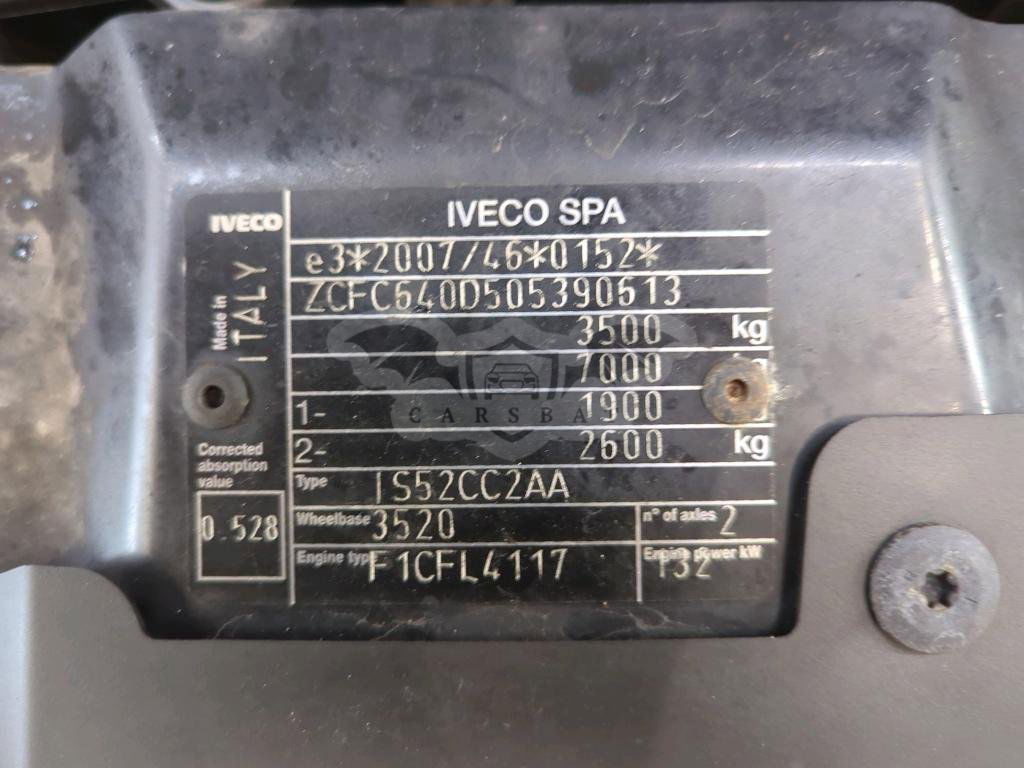 IVECO
IVECO SPA
Made in
ITALY
e3*2007/46*0152*
ZCFC640D505390613
3500 kg
7000
1- 1900
2- 2600 kg
Corrected
absorption
value
0.528
Type IS52CC2AA
Wheelbase 3520 n° of axles 2
Engine type F1CFL4117 Engine power kW 132
CARSBA